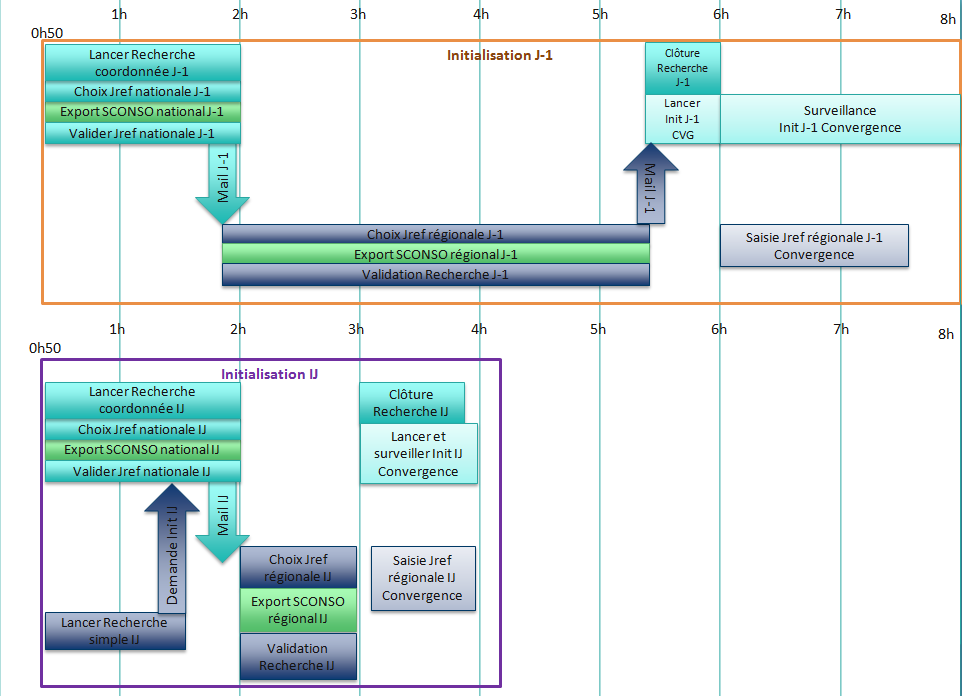 1h 2h 3h 4h 5h 6h 7h 8h
0h50
Initialisation J-1
Lancer Recherche
coordonnée J-1
Choix Jref nationale J-1
Export SCONSO national J-1
Valider Jref nationale J-1
Mail J-1
Clôture
Recherche
J-1
Lancer
Init J-1
CVG
Surveillance
Init J-1 Convergence
Mail J-1
Choix Jref régionale J-1
Export SCONSO régional J-1
Validation Recherche J-1
Saisie Jref régionale J-1
Convergence
1h 2h 3h 4h 5h 6h 7h 8h
0h50
Initialisation IJ
Lancer Recherche
coordonnée IJ
Choix Jref nationale IJ
Export SCONSO national IJ
Valider Jref nationale IJ
Clôture
Recherche IJ
Lancer et
surveiller Init IJ
Convergence
Demande Init IJ
Mail IJ
Lancer Recherche
simple IJ
Choix Jref
régionale IJ
Export SCONSO
régional IJ
Validation
Recherche IJ
Saisie Jref
régionale IJ
Convergence